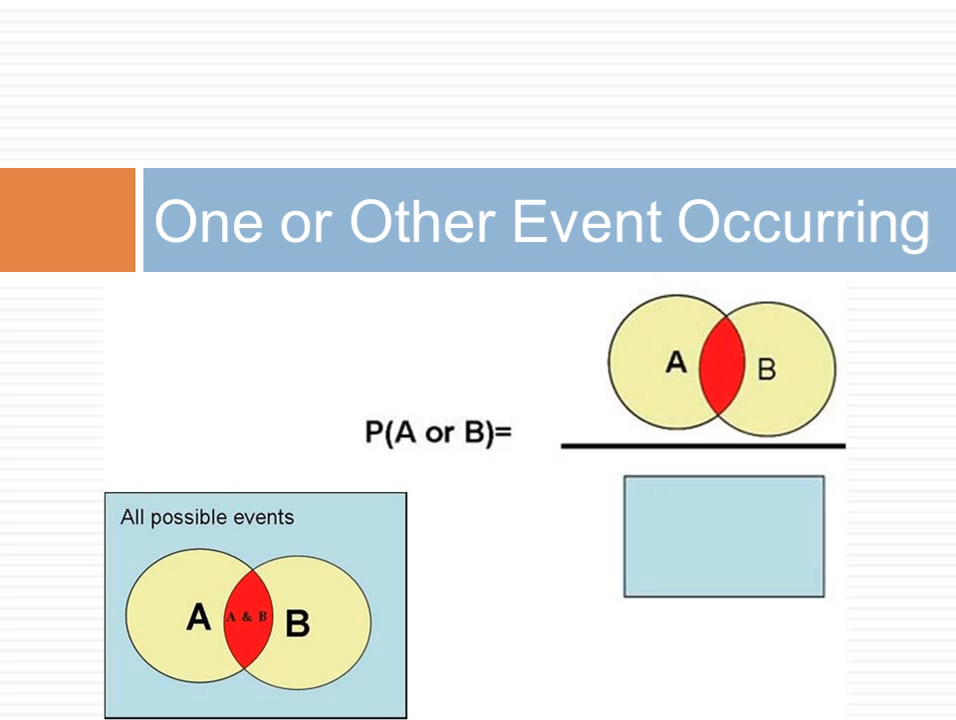 One or Other Event Occurring
A
B
P(A or B)=
All possible events
A
A & B
B